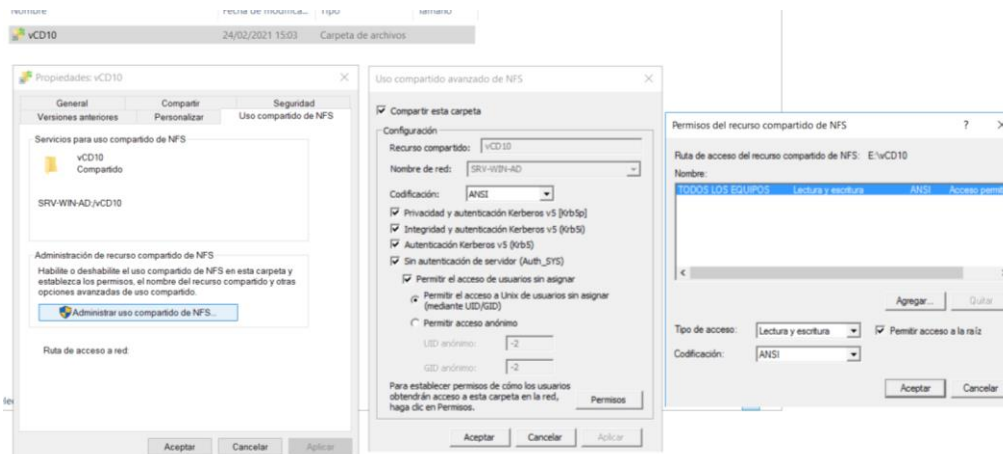 Nombre Fecha de modifica... Tipo Tamaño
vCD10 24/02/2021 15:03 Carpeta de archivos
Propiedades: vCD10
General Compartir Seguridad
Versiones anteriores Personalizar Uso compartido de NFS
Servicios para uso compartido de NFS
vCD10
Compartido
SRV-WIN-AD:/vCD10
Administración de recurso compartido de NFS
Habilite o deshabilite el uso compartido de NFS en esta carpeta y
establezca los permisos, el nombre del recurso compartido y otras
opciones avanzadas de uso compartido.
Administrar uso compartido de NFS...
Ruta de acceso a red:
Aceptar Cancelar Aplicar
Uso compartido avanzado de NFS
Compartir esta carpeta
Configuración
Recurso compartido: vCD10
Nombre de red: SRV-WIN-AD
Codificación: ANSI
Privacidad y autenticación Kerberos v5 [Krb5p]
Integridad y autenticación Kerberos v5 (Krb5i)
Autenticación Kerberos v5 (Krb5)
Sin autenticación de servidor (Auth_SYS)
Permitir el acceso de usuarios sin asignar
Permitir el acceso a Unix de usuarios sin asignar
(mediante UID/GID)
Permitir acceso anónimo
UID anónimo: -2
GID anónimo: -2
Para establecer permisos de cómo los usuarios
obtendrán acceso a esta carpeta en la red,
haga clic en Permisos.
Permisos
Aceptar Cancelar Aplicar
Permisos del recurso compartido de NFS ?
Ruta de acceso del recurso compartido de NFS: E:\vCD10
Nombre:
TODOS LOS EQUIPOS Lectura y escritura ANSI Acceso permit
Agregar... Quitar
Tipo de acceso: Lectura y escritura Permitir acceso a la raíz
Codificación: ANSI
Aceptar Cancelar